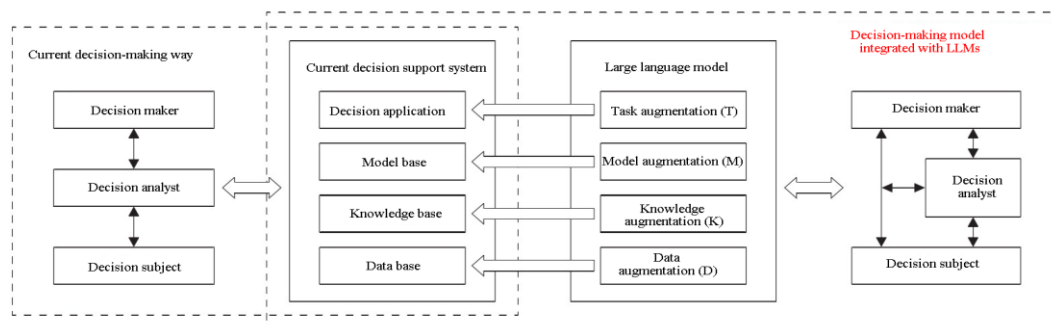 Current decision-making way
Decision maker
Decision analyst
Decision subject
Current decision support system
Decision application
Model base
Knowledge base
Data base
Large language model
Task augmentation (T)
Model augmentation (M)
Knowledge
augmentation (K)
Data
augmentation (D)
Decision-making model
integrated with LLMs
Decision maker
Decision
analyst
Decision subject